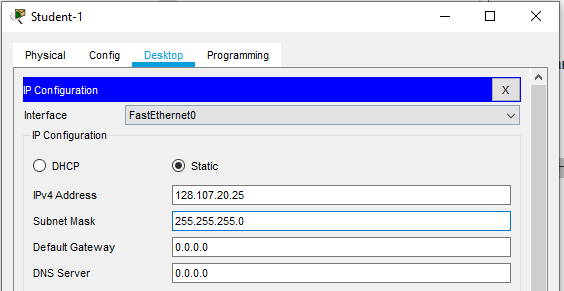 Student-1
Physical Config Desktop Programming
IP Configuration X
Interface FastEthernet0
IP Configuration
DHCP Static
IPv4 Address 128.107.20.25
Subnet Mask 255.255.255.0
Default Gateway 0.0.0.0
DNS Server 0.0.0.0